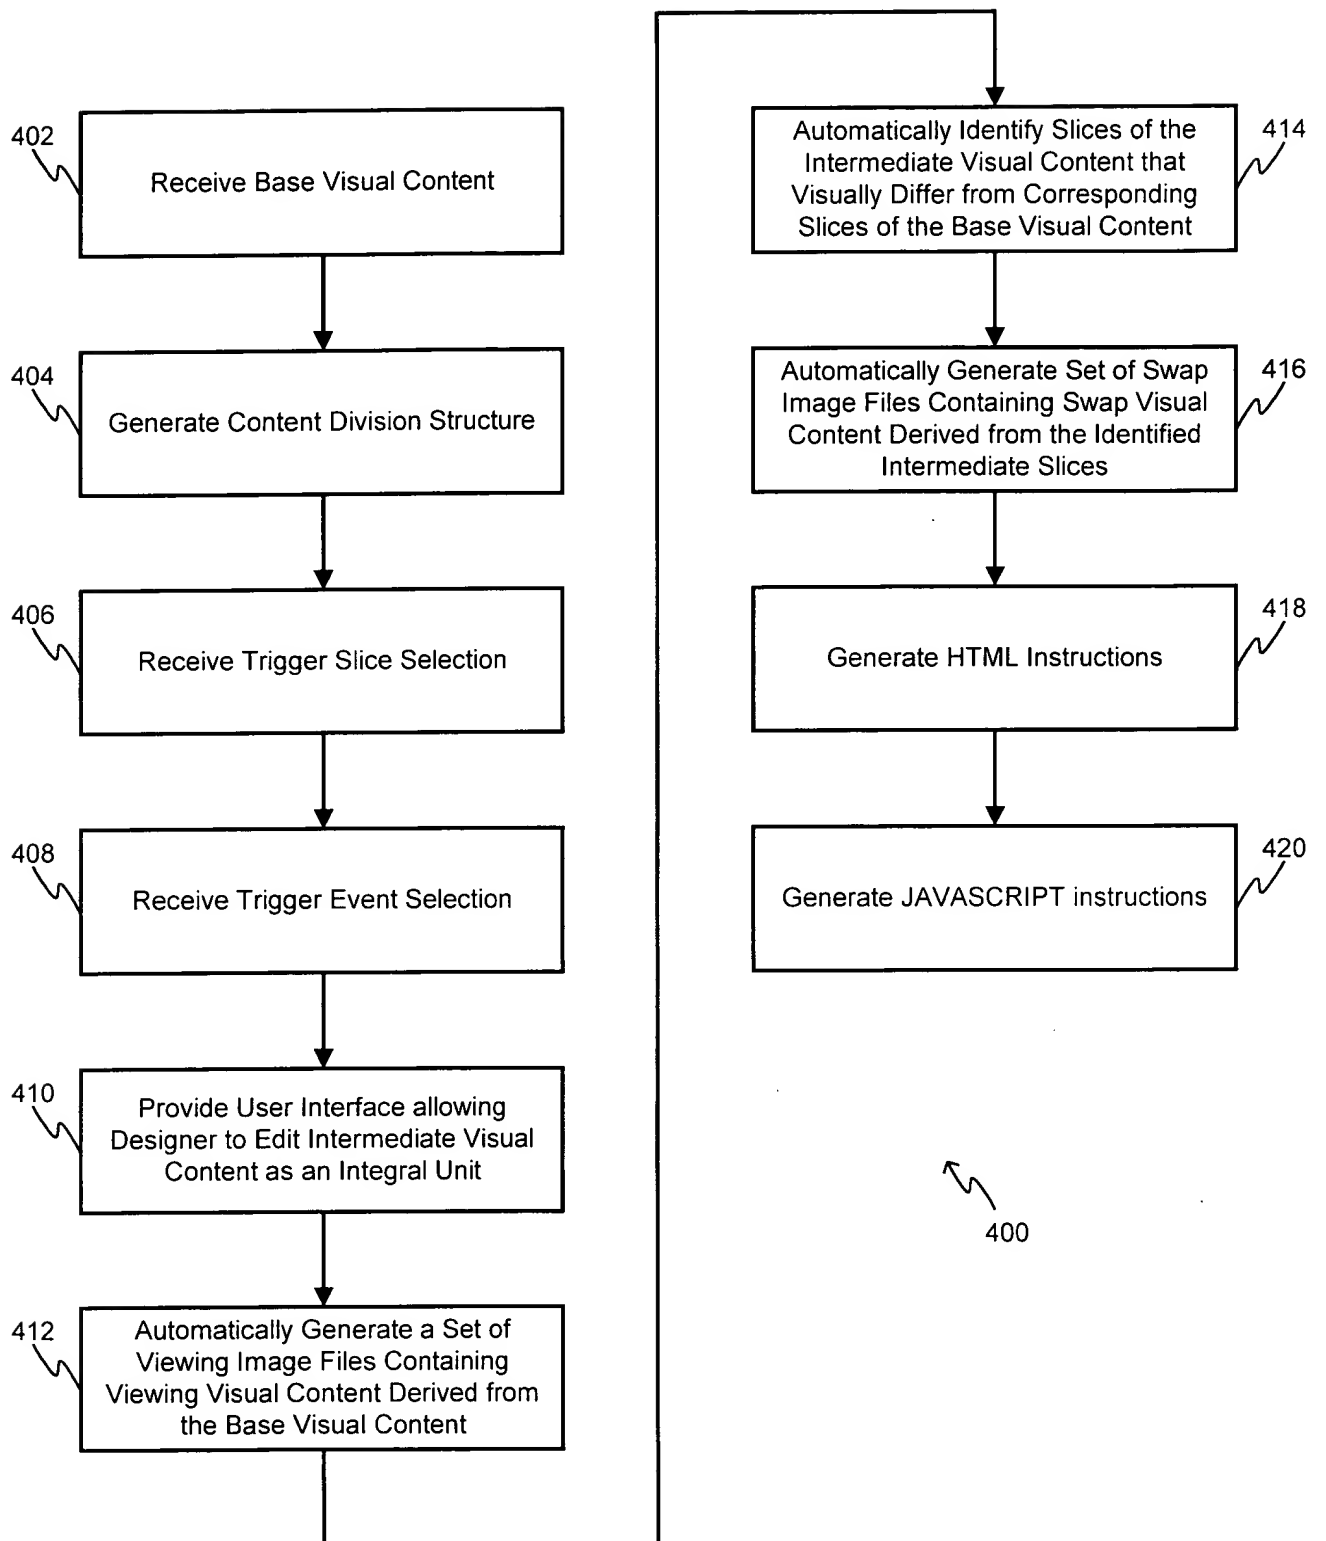 402
Receive Base Visual Content
404
Generate Content Division Structure
406
Receive Trigger Slice Selection
408
Receive Trigger Event Selection
410
Provide User Interface allowing
Designer to Edit Intermediate Visual
Content as an Integral Unit
412
Automatically Generate a Set of
Viewing Image Files Containing
Viewing Visual Content Derived from
the Base Visual Content
414
Automatically Identify Slices of the
Intermediate Visual Content that
Visually Differ from Corresponding
Slices of the Base Visual Content
416
Automatically Generate Set of Swap
Image Files Containing Swap Visual
Content Derived from the Identified
Intermediate Slices
418
Generate HTML Instructions
420
Generate JAVASCRIPT instructions
400